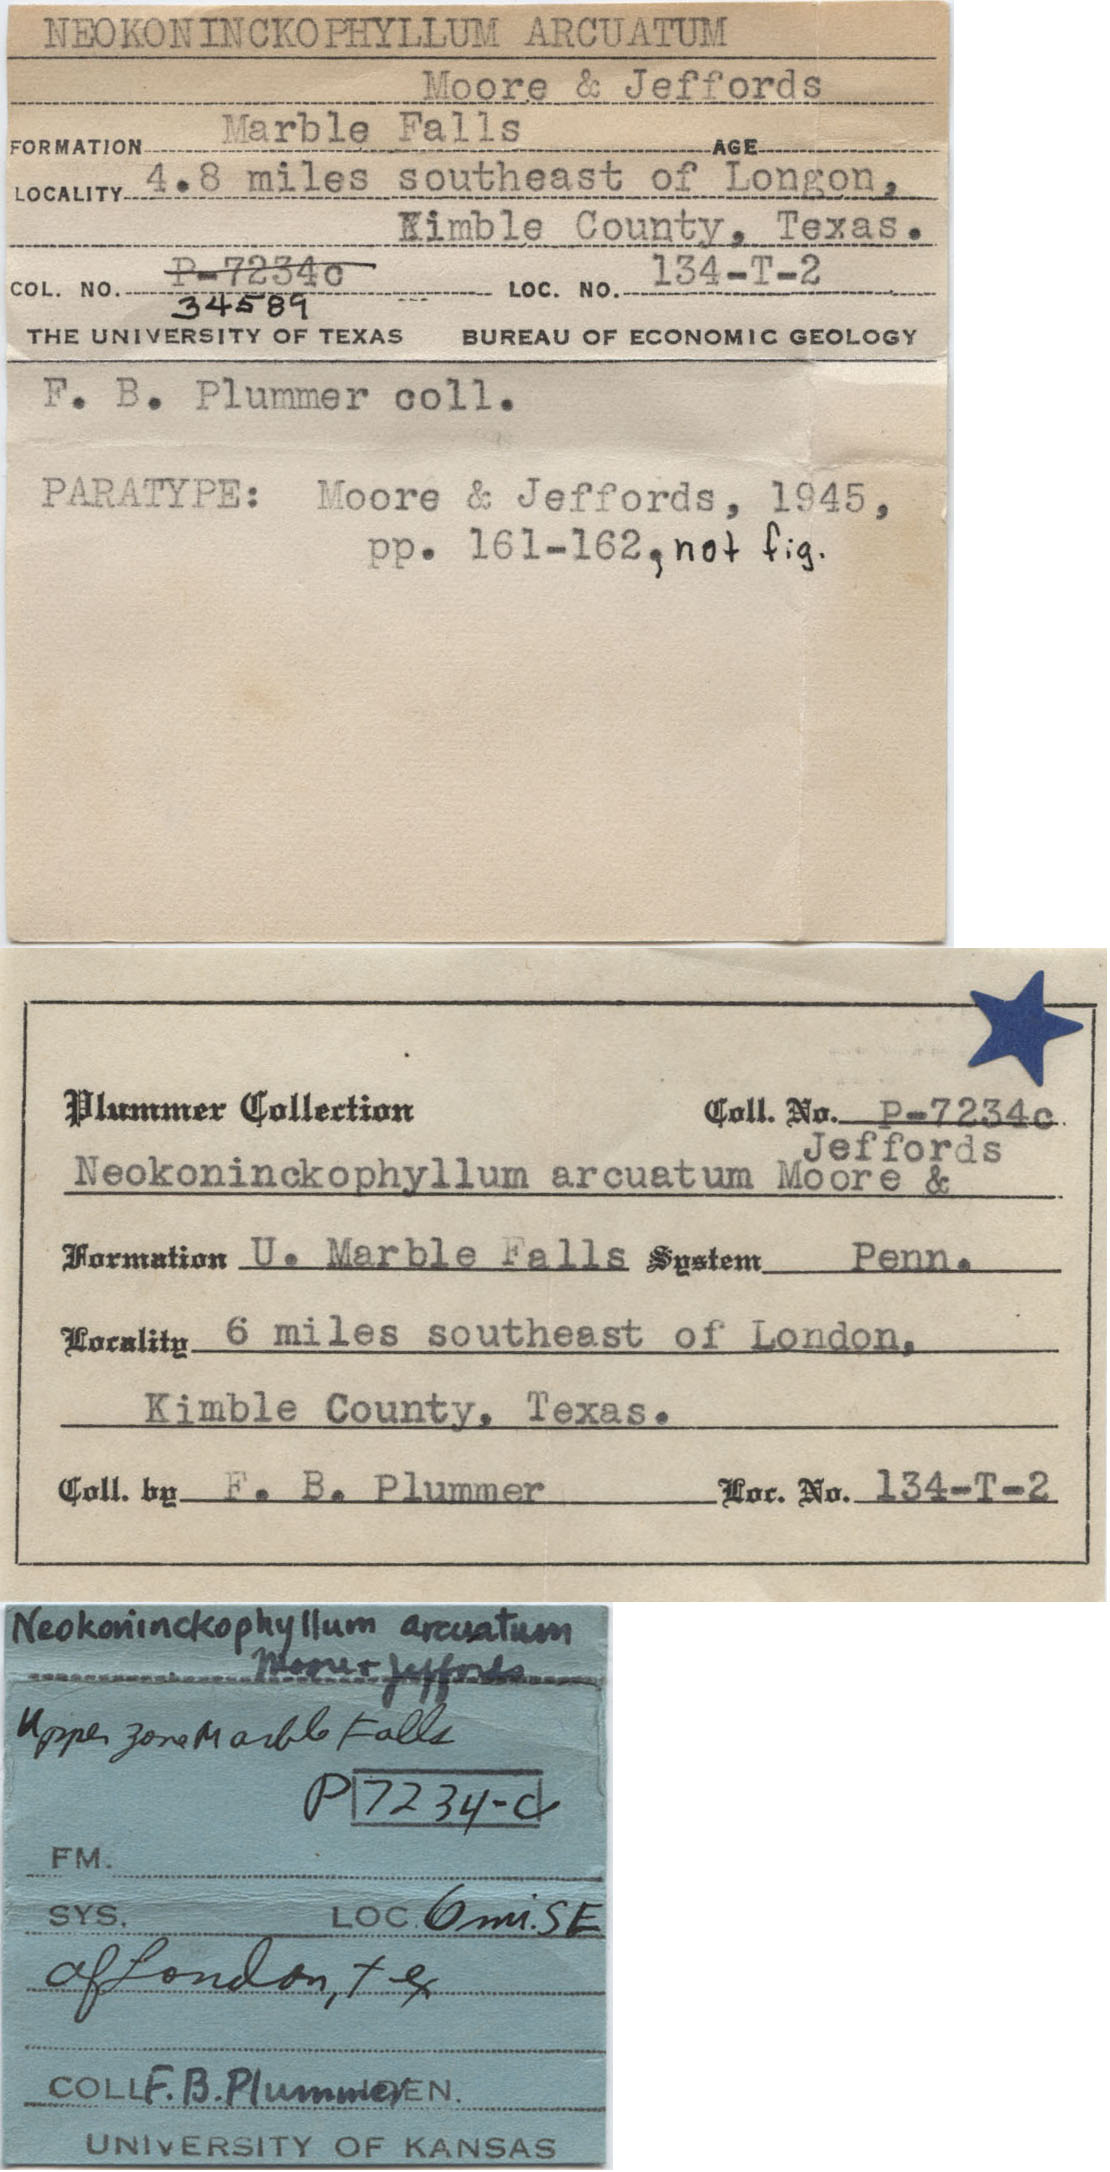 NEOKONINCKOPHYLLUM ARCUATUM
Moore & Jeffords
FORMATION Marble Falls AGE
LOCALITY 4.8 miles southeast of Longon,
Kimble County, Texas.
COL. NO. P-7234c LOC. NO. 134-T-2
34589
THE UNIVERSITY OF TEXAS BUREAU OF ECONOMIC GEOLOGY
F. B. Plummer coll.
PARATYPE: Moore & Jeffords, 1945,
pp. 161-162, not fig.
Plummer Collection Coll. No. P-7234c
Jeffords
Neokoninckophyllum arcuatum Moore &
Formation U. Marble Falls System Penn.
Locality 6 miles southeast of London,
Kimble County, Texas.
Coll. by F. B. Plummer Loc. No. 134-T-2
Neokoninckophyllum arcuatum
Moore + Jeffords
Upper zone Marble Falls
P7234-c
FM.
SYS. LOC. 6 mi. SE
of London, Tex
COLL F. B. Plummer DEN.
UNIVERSITY OF KANSAS